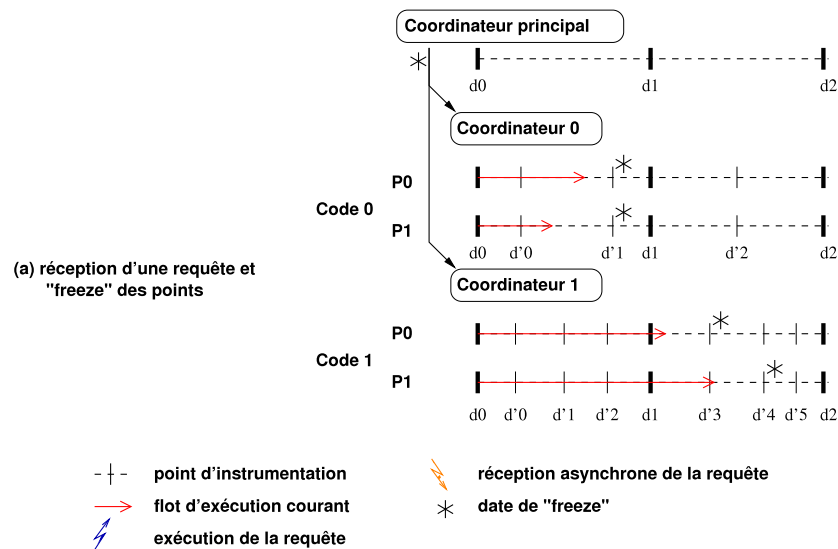 Coordinateur principal
d0 d1 d2
Coordinateur 0
P0
Code 0
P1
d0 d'0 d'1 d1 d'2 d2
(a) réception d'une requête et
"freeze" des points
Coordinateur 1
P0
Code 1
P1
d0 d'0 d'1 d'2 d1 d'3 d'4 d'5 d2
point d'instrumentation
réception asynchrone de la requête
flot d'exécution courant
date de "freeze"
exécution de la requête